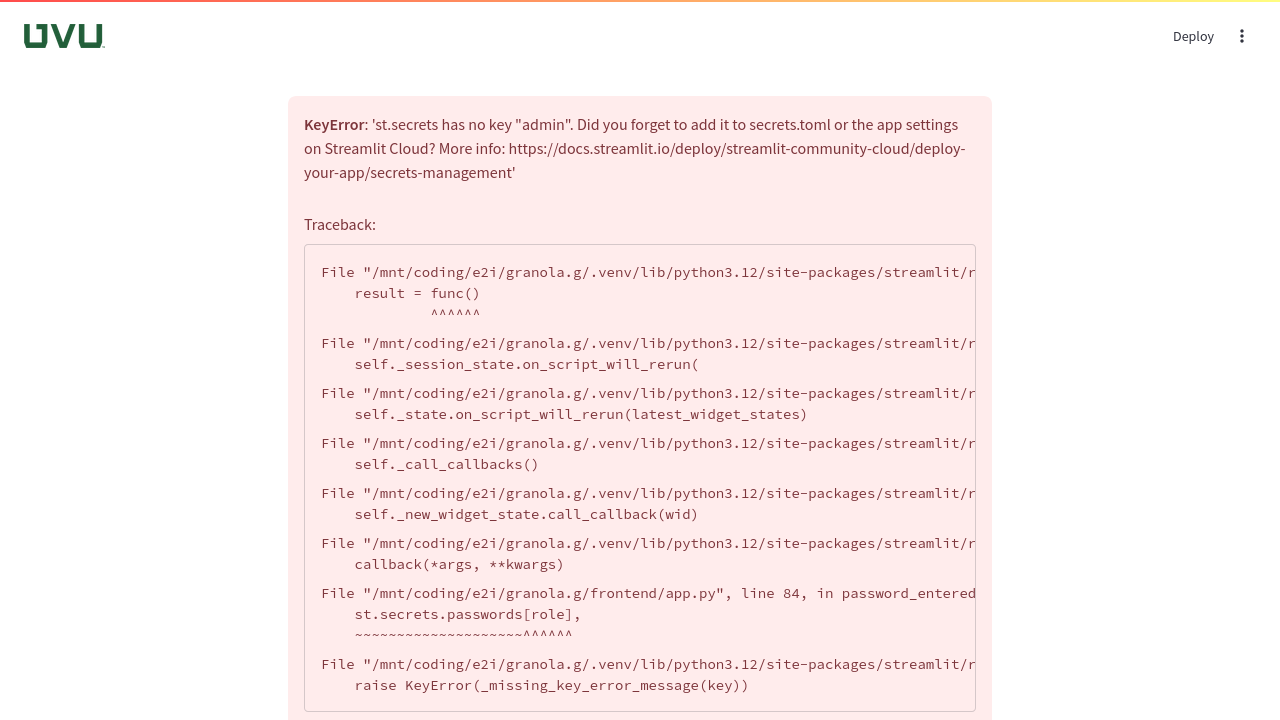 UVU
Deploy
KeyError: 'st.secrets has no key "admin". Did you forget to add it to secrets.toml or the app settings
on Streamlit Cloud? More info: https://docs.streamlit.io/deploy/streamlit-community-cloud/deploy-
your-app/secrets-management'
Traceback:
File "/mnt/coding/e2i/granola.g/.venv/lib/python3.12/site-packages/streamlit/r
result = func()
^^^^^^
File "/mnt/coding/e2i/granola.g/.venv/lib/python3.12/site-packages/streamlit/r
self._session_state.on_script_will_rerun(
File "/mnt/coding/e2i/granola.g/.venv/lib/python3.12/site-packages/streamlit/r
self._state.on_script_will_rerun(latest_widget_states)
File "/mnt/coding/e2i/granola.g/.venv/lib/python3.12/site-packages/streamlit/r
self._call_callbacks()
File "/mnt/coding/e2i/granola.g/.venv/lib/python3.12/site-packages/streamlit/r
self._new_widget_state.call_callback(wid)
File "/mnt/coding/e2i/granola.g/.venv/lib/python3.12/site-packages/streamlit/r
callback(*args, **kwargs)
File "/mnt/coding/e2i/granola.g/frontend/app.py", line 84, in password_entered
st.secrets.passwords[role],
~~~~~~~~~~~~~~~~~~~~^^^^^^
File "/mnt/coding/e2i/granola.g/.venv/lib/python3.12/site-packages/streamlit/r
raise KeyError(_missing_key_error_message(key))